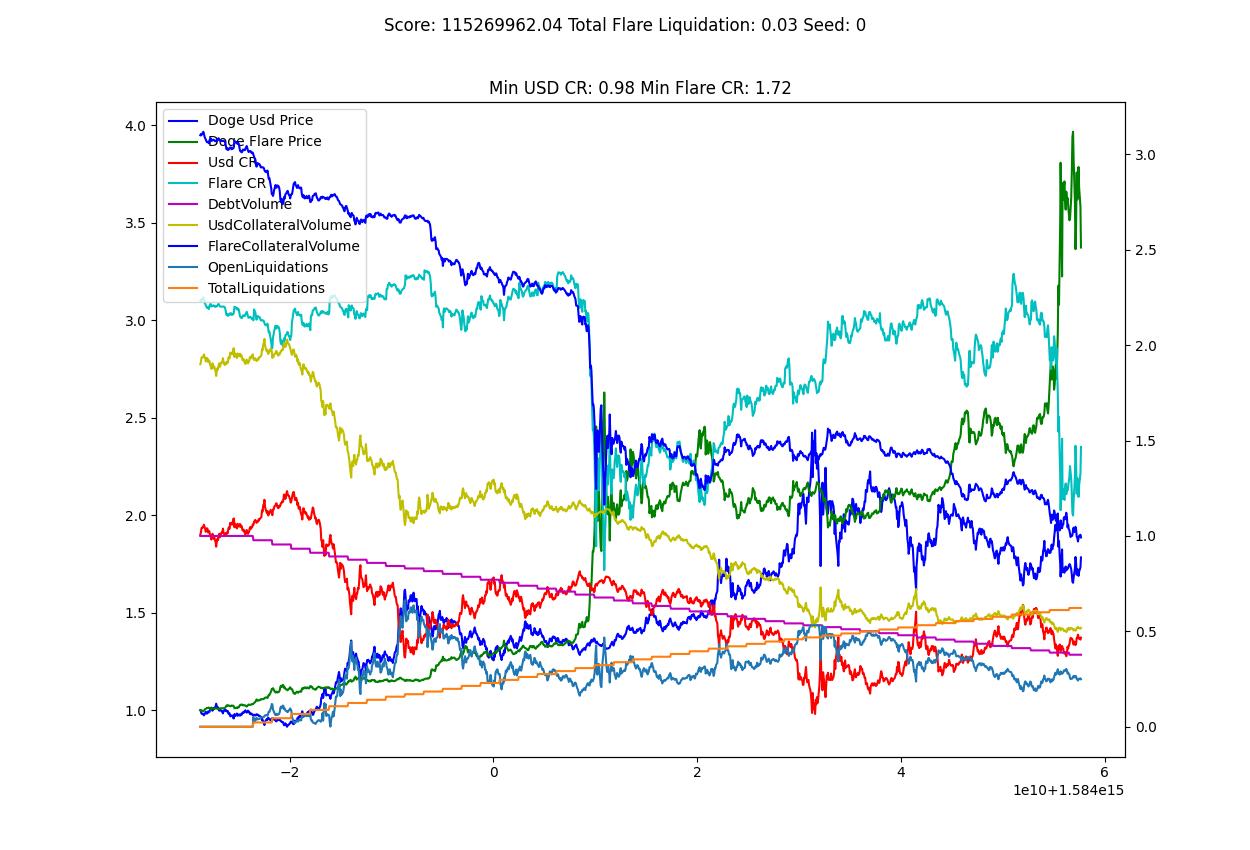 Score: 115269962.04 Total Flare Liquidation: 0.03 Seed: 0
Min USD CR: 0.98 Min Flare CR: 1.72
Doge Usd Price
Doge Flare Price
Usd CR
Flare CR
DebtVolume
UsdCollateralVolume
FlareCollateralVolume
OpenLiquidations
TotalLiquidations
4.0
3.5
3.0
2.5
2.0
1.5
1.0
3.0
2.5
2.0
1.5
1.0
0.5
0.0
−2
0
2
4
6
1e10+1.584e15